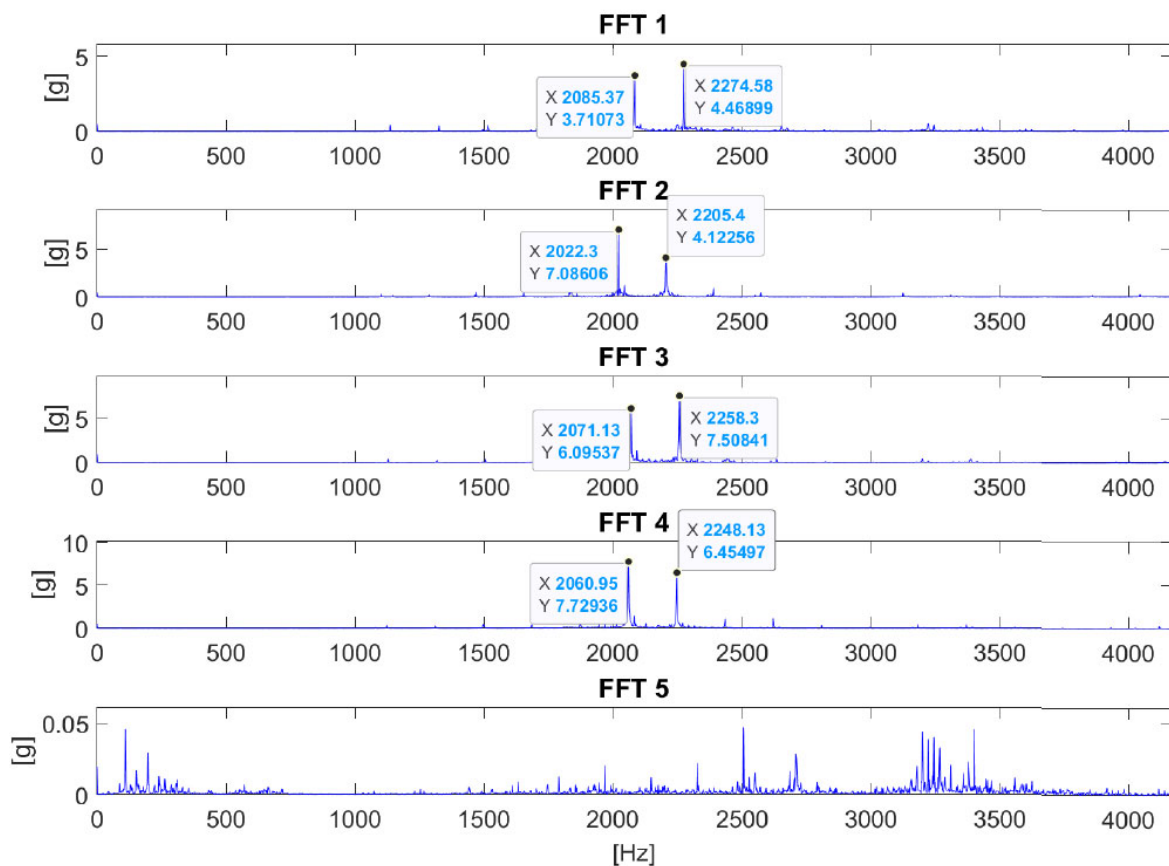 FFT 1
[g]
5
0
X 2085.37
Y 3.71073
X 2274.58
Y 4.46899
0 500 1000 1500 2000 2500 3000 3500 4000
FFT 2
[g]
5
0
X 2022.3
Y 7.08606
X 2205.4
Y 4.12256
0 500 1000 1500 2000 2500 3000 3500 4000
FFT 3
[g]
5
0
X 2071.13
Y 6.09537
X 2258.3
Y 7.50841
0 500 1000 1500 2000 2500 3000 3500 4000
FFT 4
[g]
10
5
0
X 2060.95
Y 7.72936
X 2248.13
Y 6.45497
0 500 1000 1500 2000 2500 3000 3500 4000
FFT 5
[g]
0.05
0
0 500 1000 1500 2000 2500 3000 3500 4000
[Hz]